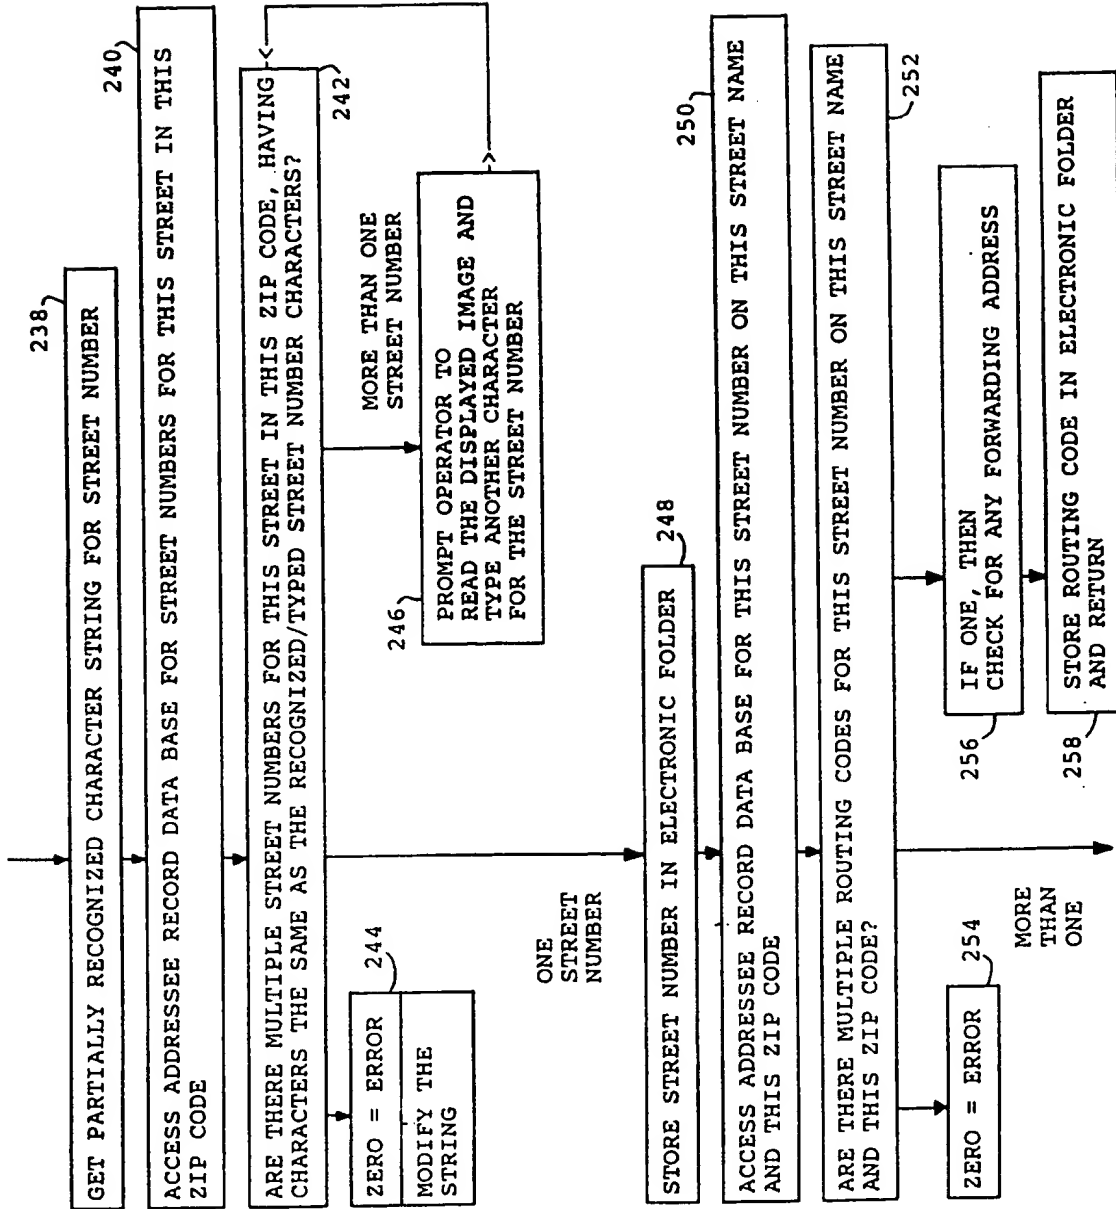 238
GET PARTIALLY RECOGNIZED CHARACTER STRING FOR STREET NUMBER
240
ACCESS ADDRESSEE RECORD DATA BASE FOR STREET NUMBERS FOR THIS STREET IN THIS
ZIP CODE
242
ARE THERE MULTIPLE STREET NUMBERS FOR THIS STREET IN THIS ZIP CODE, HAVING
CHARACTERS THE SAME AS THE RECOGNIZED/TYPED STREET NUMBER CHARACTERS?
244
ZERO = ERROR
MODIFY THE
STRING
MORE THAN ONE
STREET NUMBER
246
PROMPT OPERATOR TO
READ THE DISPLAYED IMAGE AND
TYPE ANOTHER CHARACTER
FOR THE STREET NUMBER
ONE
STREET
NUMBER
248
STORE STREET NUMBER IN ELECTRONIC FOLDER
250
ACCESS ADDRESSEE RECORD DATA BASE FOR THIS STREET NUMBER ON THIS STREET NAME
AND THIS ZIP CODE
252
ARE THERE MULTIPLE ROUTING CODES FOR THIS STREET NUMBER ON THIS STREET NAME
AND THIS ZIP CODE?
254
ZERO = ERROR
MORE
THAN
ONE
256
IF ONE, THEN
CHECK FOR ANY FORWARDING ADDRESS
258
STORE ROUTING CODE IN ELECTRONIC FOLDER
AND RETURN